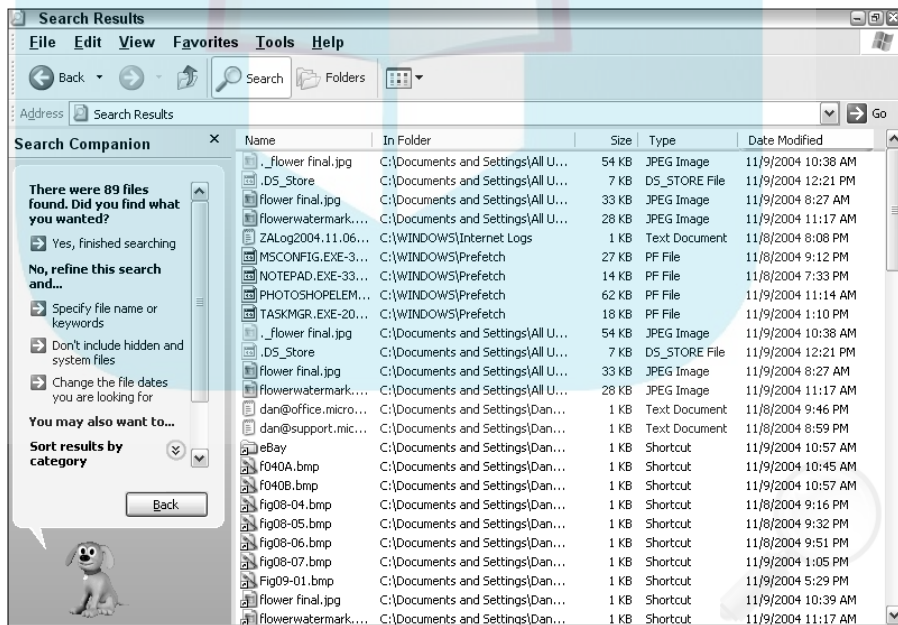 Search Results
File Edit View Favorites Tools Help
Back Search Folders
Address Search Results Go
Search Companion
There were 89 files
found. Did you find what
you wanted?
Yes, finished searching
No, refine this search
and...
Specify file name or
keywords
Don't include hidden and
system files
Change the file dates
you are looking for
You may also want to...
Sort results by
category
Back
Name In Folder Size Type Date Modified
._flower final.jpg C:\Documents and Settings\All U... 54 KB JPEG Image 11/9/2004 10:38 AM
.DS_Store C:\Documents and Settings\All U... 7 KB DS_STORE File 11/9/2004 12:21 PM
flower final.jpg C:\Documents and Settings\All U... 33 KB JPEG Image 11/9/2004 8:27 AM
flowerwatermark.... C:\Documents and Settings\All U... 28 KB JPEG Image 11/9/2004 11:17 AM
ZALog2004.11.06... C:\WINDOWS\Internet Logs 1 KB Text Document 11/8/2004 8:08 PM
MSCONFIG.EXE-3... C:\WINDOWS\Prefetch 27 KB PF File 11/8/2004 9:12 PM
NOTEPAD.EXE-33... C:\WINDOWS\Prefetch 14 KB PF File 11/8/2004 7:33 PM
PHOTOSHOPELEM... C:\WINDOWS\Prefetch 62 KB PF File 11/9/2004 11:14 AM
TASKMGR.EXE-20... C:\WINDOWS\Prefetch 18 KB PF File 11/9/2004 1:10 PM
._flower final.jpg C:\Documents and Settings\All U... 54 KB JPEG Image 11/9/2004 10:38 AM
.DS_Store C:\Documents and Settings\All U... 7 KB DS_STORE File 11/9/2004 12:21 PM
flower final.jpg C:\Documents and Settings\All U... 33 KB JPEG Image 11/9/2004 8:27 AM
flowerwatermark.... C:\Documents and Settings\All U... 28 KB JPEG Image 11/9/2004 11:17 AM
dan@office.micro... C:\Documents and Settings\Dan... 1 KB Text Document 11/8/2004 9:46 PM
dan@support.mic... C:\Documents and Settings\Dan... 1 KB Text Document 11/8/2004 8:59 PM
eBay C:\Documents and Settings\Dan... 1 KB Shortcut 11/9/2004 10:57 AM
f040A.bmp C:\Documents and Settings\Dan... 1 KB Shortcut 11/9/2004 10:45 AM
f040B.bmp C:\Documents and Settings\Dan... 1 KB Shortcut 11/9/2004 10:57 AM
fig08-04.bmp C:\Documents and Settings\Dan... 1 KB Shortcut 11/8/2004 9:16 PM
fig08-05.bmp C:\Documents and Settings\Dan... 1 KB Shortcut 11/8/2004 9:32 PM
fig08-06.bmp C:\Documents and Settings\Dan... 1 KB Shortcut 11/8/2004 9:51 PM
fig08-07.bmp C:\Documents and Settings\Dan... 1 KB Shortcut 11/9/2004 1:05 PM
Fig09-01.bmp C:\Documents and Settings\Dan... 1 KB Shortcut 11/9/2004 5:29 PM
flower final.jpg C:\Documents and Settings\Dan... 1 KB Shortcut 11/9/2004 10:39 AM
flowerwatermark.... C:\Documents and Settings\Dan... 1 KB Shortcut 11/9/2004 11:17 AM